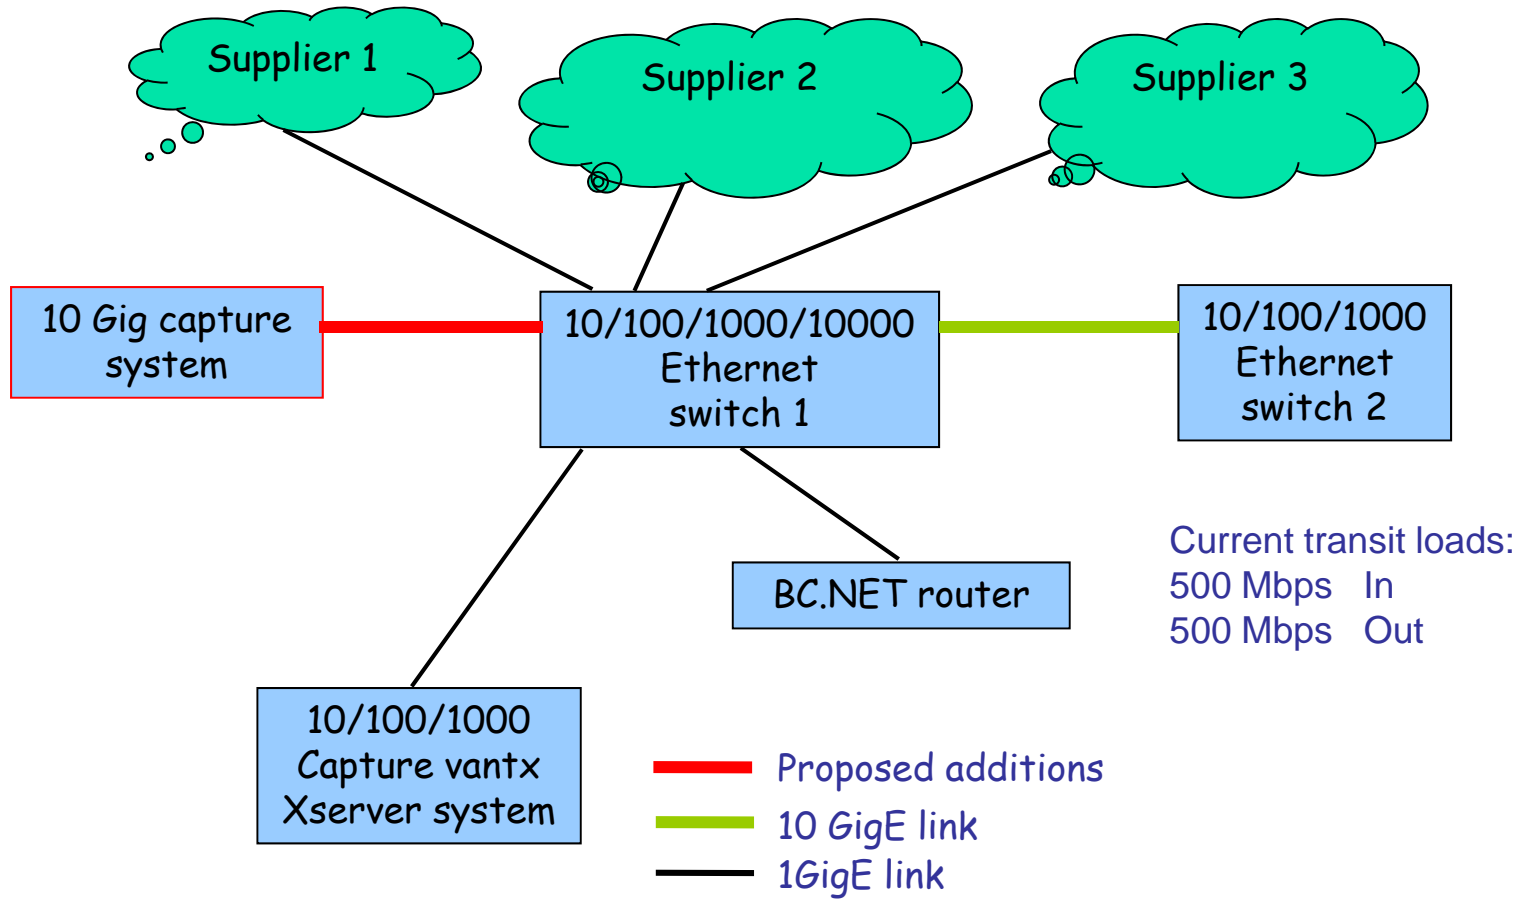 Supplier 1
Supplier 2
Supplier 3
10 Gig capture
system
10/100/1000/10000
Ethernet
switch 1
10/100/1000
Ethernet
switch 2
Current transit loads:
500 Mbps In
500 Mbps Out
BC.NET router
10/100/1000
Capture vantx
Xserver system
Proposed additions
10 GigE link
1GigE link